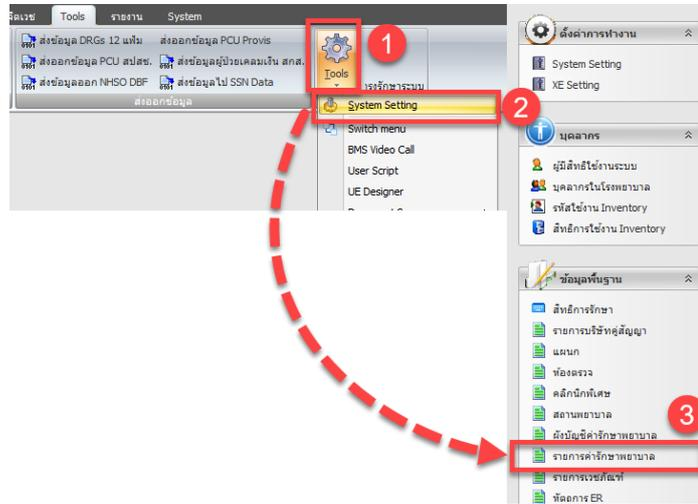 Tools
รายงาน
System
ส่งข้อมูล DRGs 12 แฟ้ม
ส่งออกข้อมูล PCU Provis
ส่งออกข้อมูล PCU สปสช.
ส่งข้อมูลผู้ป่วยเคลมเงิน สกส.
ส่งข้อมูลออก NHSO DBF
ส่งข้อมูลไป SSN Data
ส่งออกข้อมูล
Tools
1
System Setting
2
Switch menu
BMS Video Call
User Script
UE Designer
ตั้งค่าการทำงาน
System Setting
XE Setting
บุคลากร
ผู้มีสิทธิใช้งานระบบ
บุคลากรในโรงพยาบาล
รหัสใช้งาน Inventory
สิทธิการใช้งาน Inventory
ข้อมูลพื้นฐาน
สิทธิการรักษา
รายการบริษัทคู่สัญญา
แผนก
ห้องตรวจ
คลิกนิกพิเศษ
สถานพยาบาล
3
ผังบัญชีค่ารักษาพยาบาล
รายการค่ารักษาพยาบาล
รายการเวชภัณฑ์
หัตถการ ER